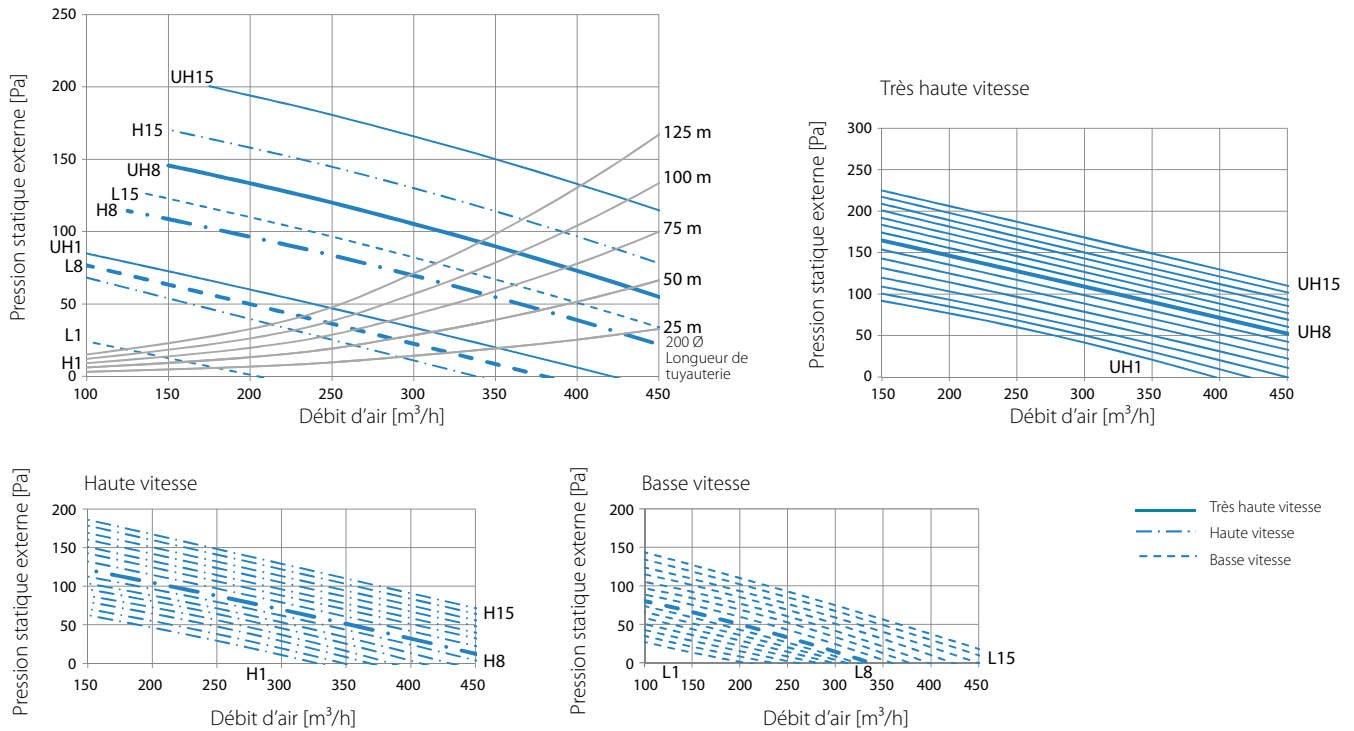 Pression statique externe [Pa]
250
200
150
100
50
0
UH15
H15
UH8
L15
H8
UH1
L8
L1
H1
125 m
100 m
75 m
50 m
25 m
200 Ø
Longueur de
tuyauterie
100 150 200 230 300 350 400 450
Débit d'air [m³/h]
Très haute vitesse
Pression statique externe [Pa]
300
250
200
150
100
50
0
UH15
UH8
UH1
150 200 250 300 350 400 450
Débit d'air [m³/h]
Haute vitesse
Pression statique externe [Pa]
200
150
100
50
0
H15
H8
H1
150 200 250 300 350 400 450
Débit d'air [m³/h]
Basse vitesse
Pression statique externe [Pa]
200
150
100
50
0
L1
L8
L15
100 150 200 250 300 350 400 450
Débit d'air [m³/h]
Très haute vitesse
Haute vitesse
Basse vitesse